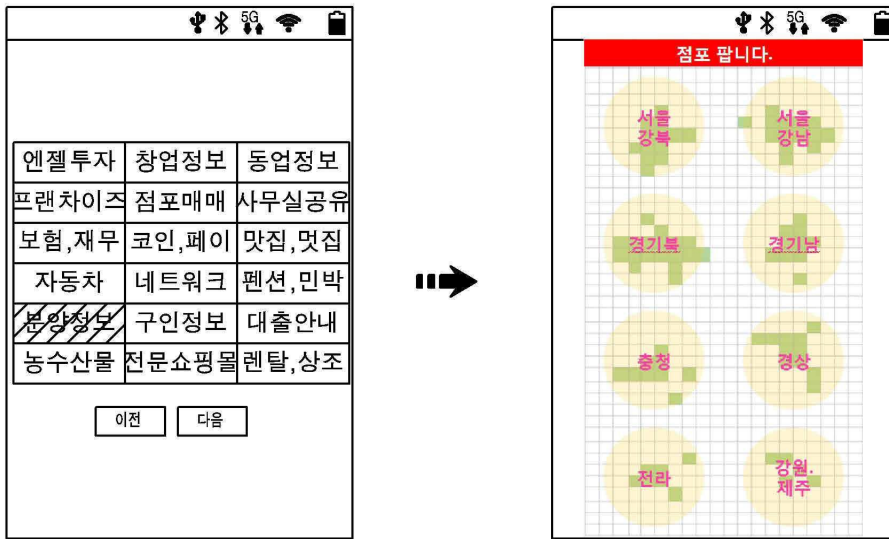 5G
엔젤투자 창업정보 동업정보
프랜차이즈 점포매매 사무실공유
보험,재무 코인,페이 맛집,멋집
자동차 네트워크 펜션,민박
분양정보 구인정보 대출안내
농수산물 전문쇼핑몰 렌탈,상조
이전 다음
5G
점포 팝니다.
서울
강북
서울
강남
경기북
경기남
충청
경상
전라
강원.
제주